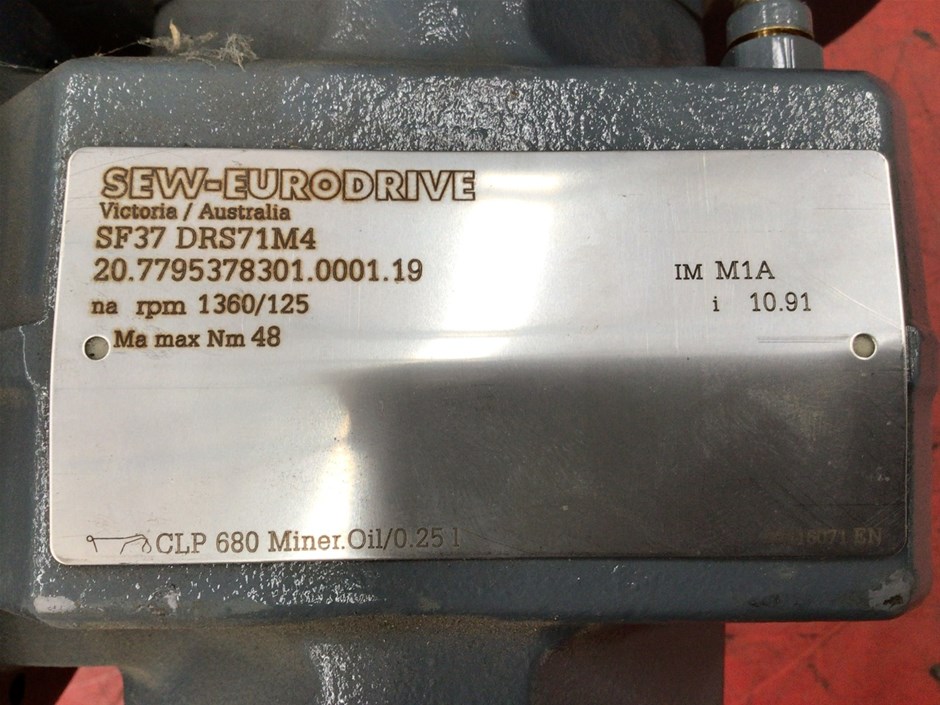 SEW-EURODRIVE
Victoria / Australia
SF37 DRS71M4
20.7795378301.0001.19
IM M1A
na rpm 1360/125
i 10.91
Ma max Nm 48
CLP 680 Miner.Oil/0.25 l
EN